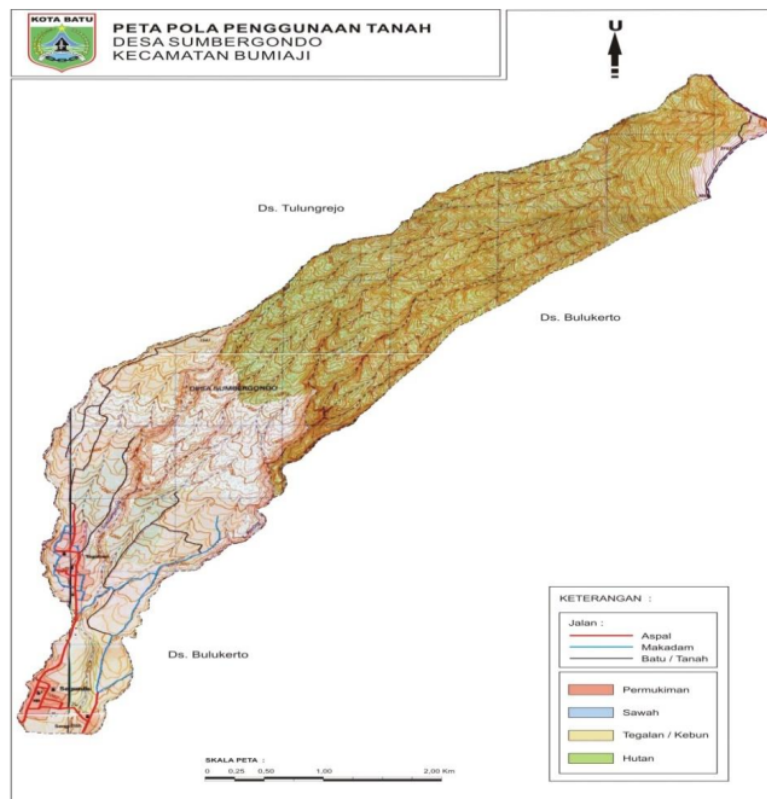 KOTA BATU
PETA POLA PENGGUNAAN TANAH
DESA SUMBERGONDO
KECAMATAN BUMIAJI
U
Ds. Tulungrejo
Ds. Bulukerto
DESA SUMBERGONDO
Ds. Bulukerto
KETERANGAN :
Jalan :
Aspal
Makadam
Batu / Tanah
Permukiman
Sawah
Tegalan / Kebun
Hutan
SKALA PETA :
0 0,25 0,50 1,00 2,00 Km